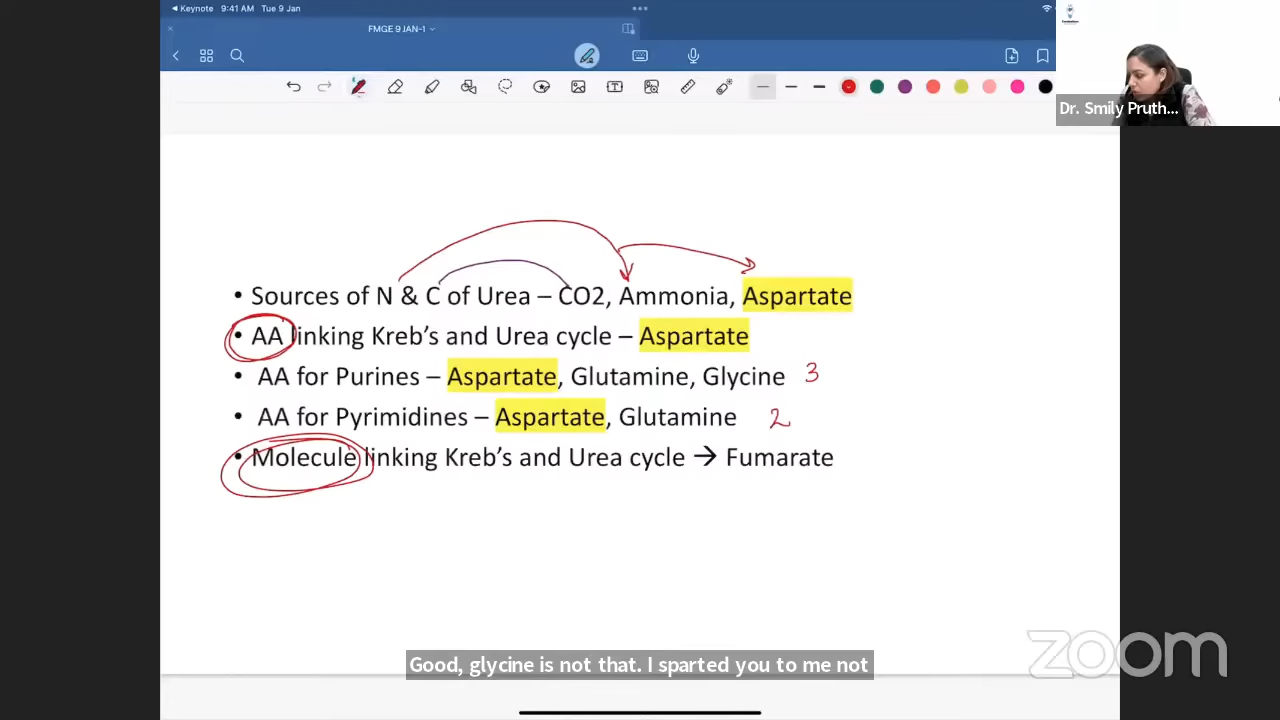 Keynote 9:41 AM Tue 9 Jan
FMGE 9 JAN-1
Dr. Smily Pruth...
• Sources of N & C of Urea – CO2, Ammonia, Aspartate
• AA linking Kreb's and Urea cycle – Aspartate
• AA for Purines – Aspartate, Glutamine, Glycine 3
• AA for Pyrimidines – Aspartate, Glutamine 2
• Molecule linking Kreb's and Urea cycle → Fumarate
zoom
Good, glycine is not that. I sparted you to me not